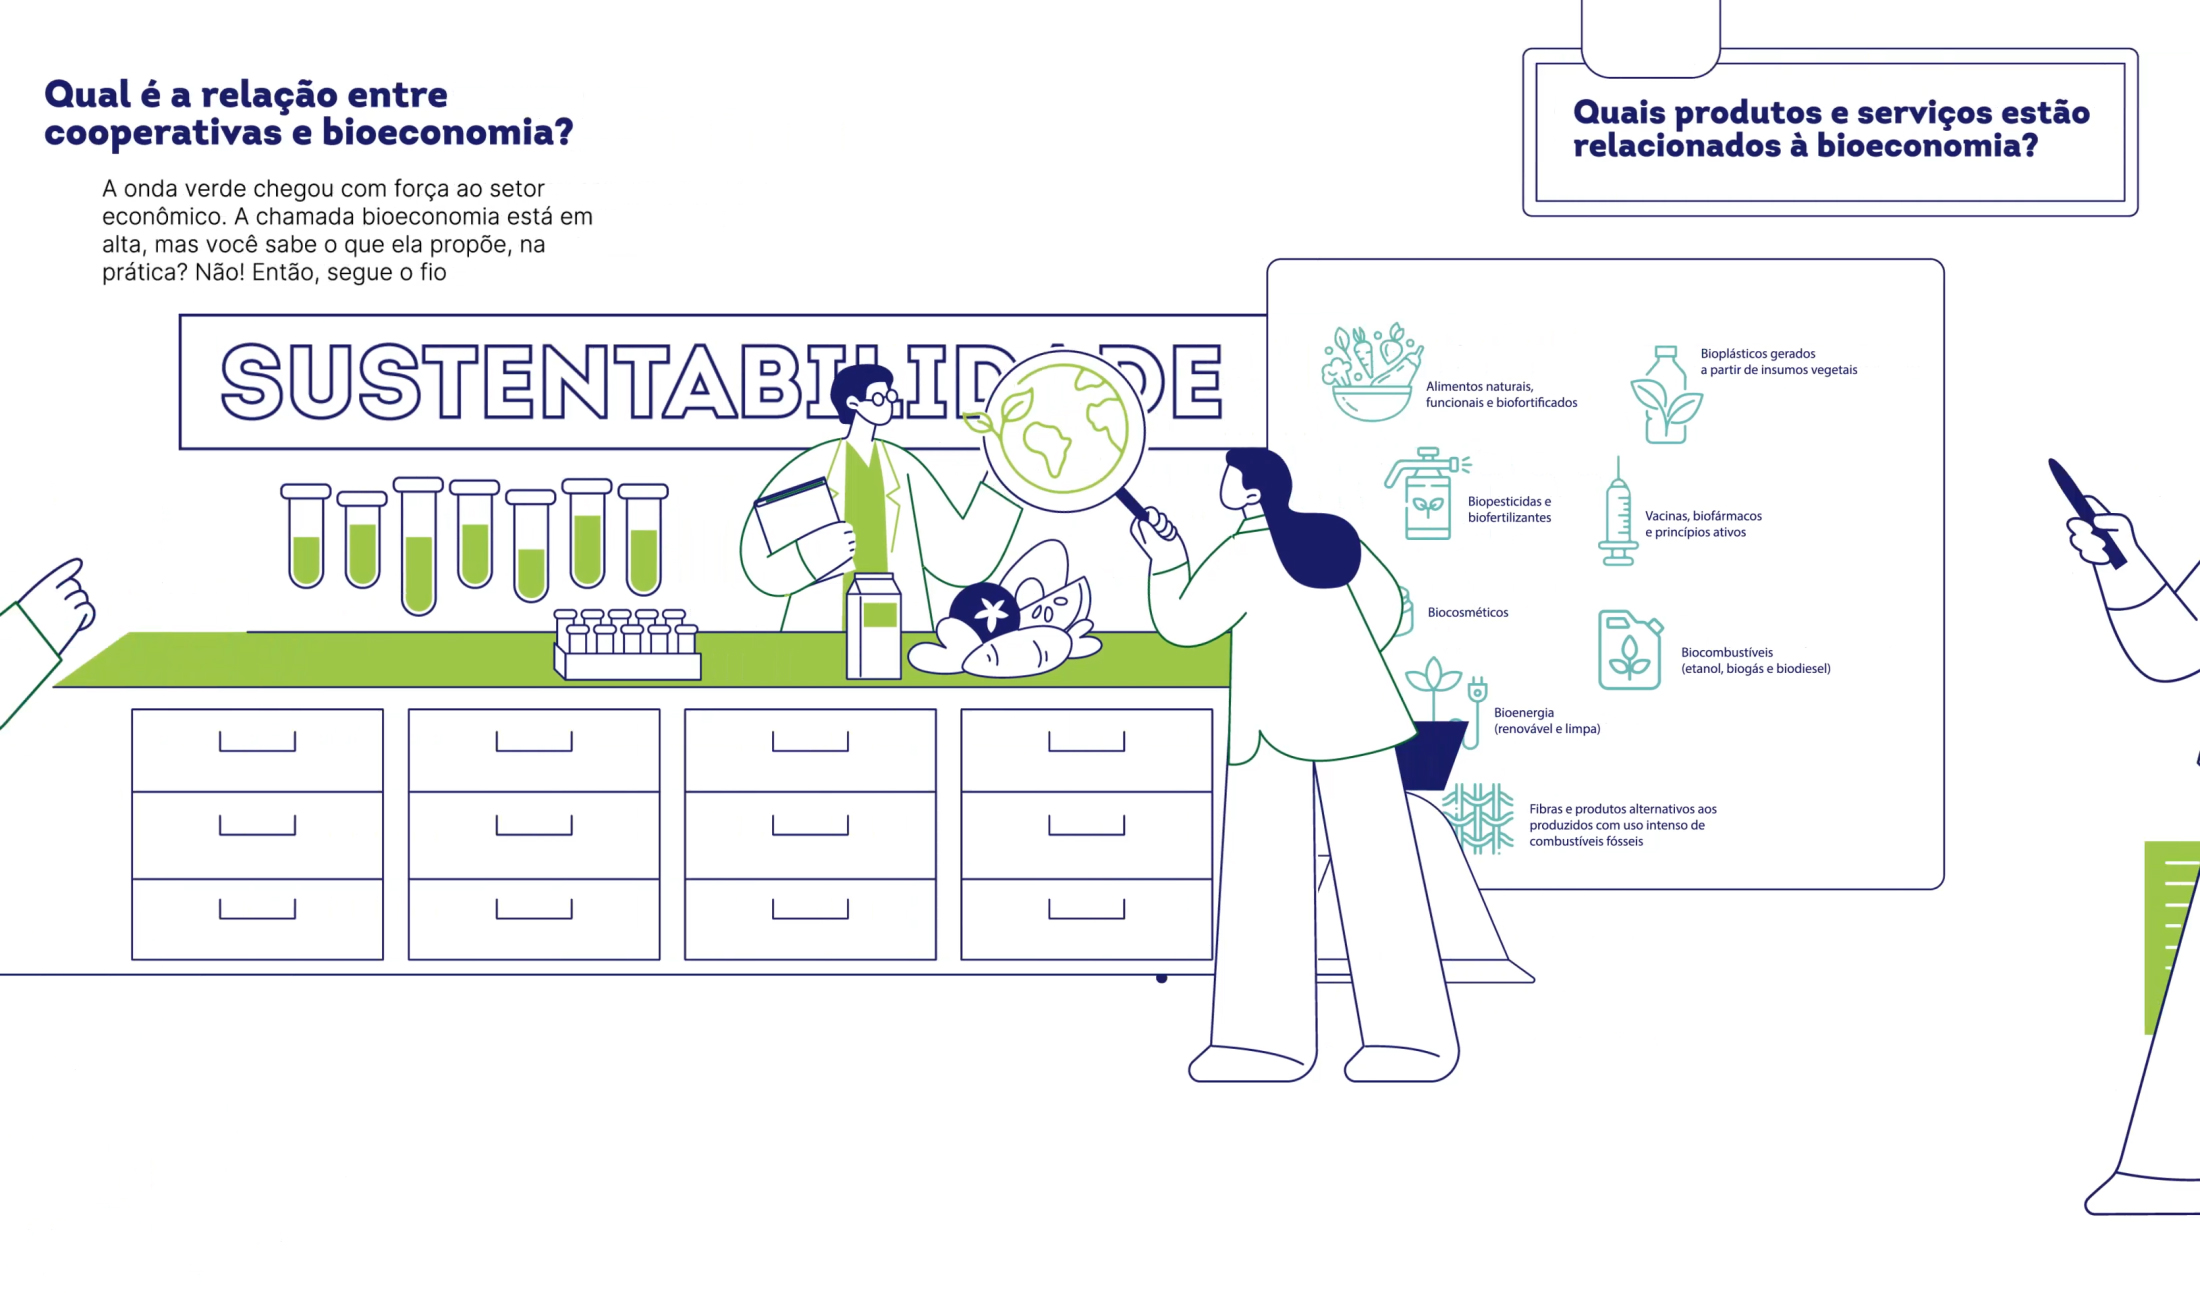 Qual é a relação entre
cooperativas e bioeconomia?
A onda verde chegou com força ao setor
econômico. A chamada bioeconomia está em
alta, mas você sabe o que ela propõe, na
prática? Não! Então, segue o fio
SUSTENTABILIDADE
Quais produtos e serviços estão
relacionados à bioeconomia?
Alimentos naturais,
funcionais e biofortificados
Bioplásticos gerados
a partir de insumos vegetais
Biopesticidas e
biofertilizantes
Vacinas, biofármacos
e princípios ativos
Biocosméticos
Biocombustíveis
(etanol, biogás e biodiesel)
Bioenergia
(renovável e limpa)
Fibras e produtos alternativos aos
produzidos com uso intenso de
combustíveis fósseis